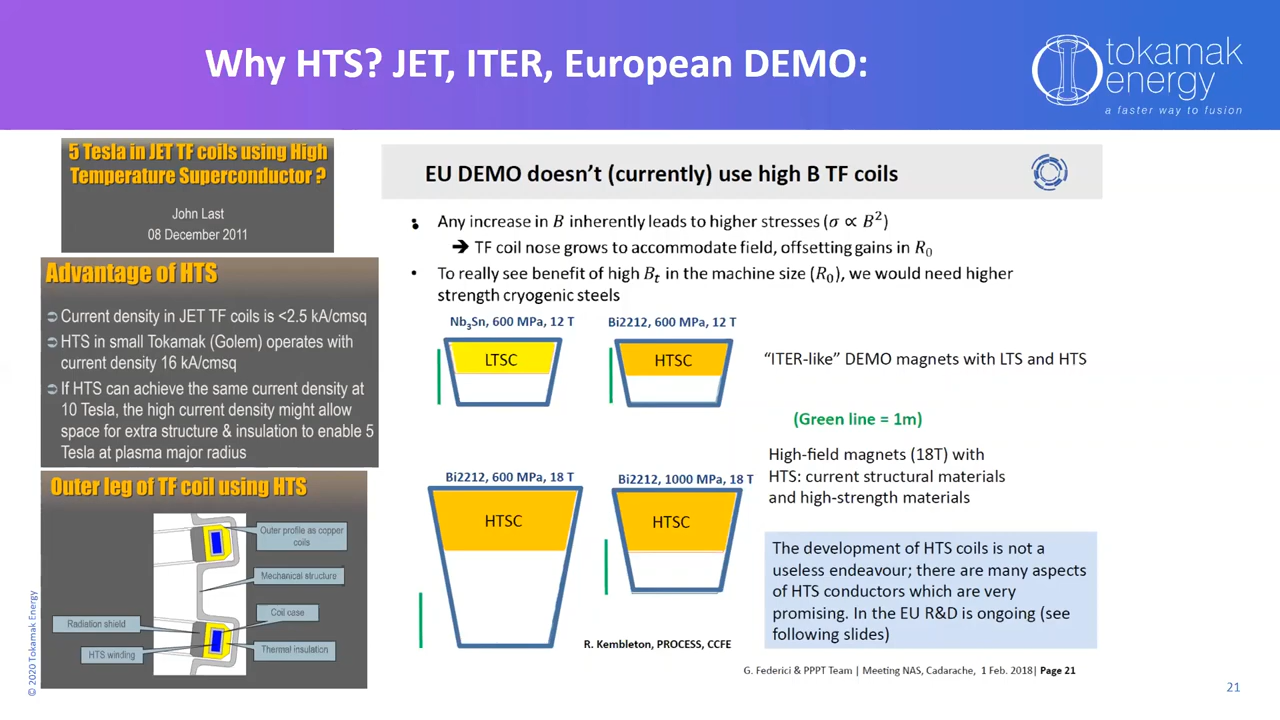 Why HTS? JET, ITER, European DEMO:
tokamak
energy
a faster way to fusion
5 Tesla in JET TF coils using High
Temperature Superconductor ?
John Last
08 December 2011
Advantage of HTS
Current density in JET TF coils is <2.5 kA/cmsq
HTS in small Tokamak (Golem) operates with
current density 16 kA/cmsq
If HTS can achieve the same current density at
10 Tesla, the high current density might allow
space for extra structure & insulation to enable 5
Tesla at plasma major radius
Outer leg of TF coil using HTS
Outer profile as copper
coils
Mechanical structure
Coil case
Radiation shield
HTS winding
Thermal insulation
EU DEMO doesn't (currently) use high B TF coils
• Any increase in B inherently leads to higher stresses (σ ∝ B²)
➔ TF coil nose grows to accommodate field, offsetting gains in R₀
• To really see benefit of high Bₜ in the machine size (R₀), we would need higher
strength cryogenic steels
Nb₃Sn, 600 MPa, 12 T
LTSC
Bi2212, 600 MPa, 12 T
HTSC
"ITER-like" DEMO magnets with LTS and HTS
(Green line = 1m)
Bi2212, 600 MPa, 18 T
HTSC
Bi2212, 1000 MPa, 18 T
HTSC
High-field magnets (18T) with
HTS: current structural materials
and high-strength materials
The development of HTS coils is not a
useless endeavour; there are many aspects
of HTS conductors which are very
promising. In the EU R&D is ongoing (see
following slides)
R. Kembleton, PROCESS, CCFE
G. Federici & PPPT Team | Meeting NAS, Cadarache, 1 Feb. 2018| Page 21
© 2020 Tokamak Energy
21